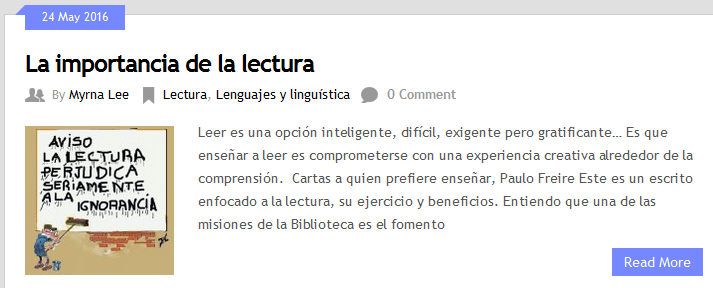 24 May 2016
La importancia de la lectura
By Myrna Lee Lectura, Lenguajes y linguística 0 Comment
AVISO
LA LECTURA
PERJUDICA
SERIAMENTE
A LA IGNORANCIA
Leer es una opción inteligente, difícil, exigente pero gratificante… Es que
enseñar a leer es comprometerse con una experiencia creativa alrededor de la
comprensión. Cartas a quien prefiere enseñar, Paulo Freire Este es un escrito
enfocado a la lectura, su ejercicio y beneficios. Entiendo que una de las
misiones de la Biblioteca es el fomento
Read More